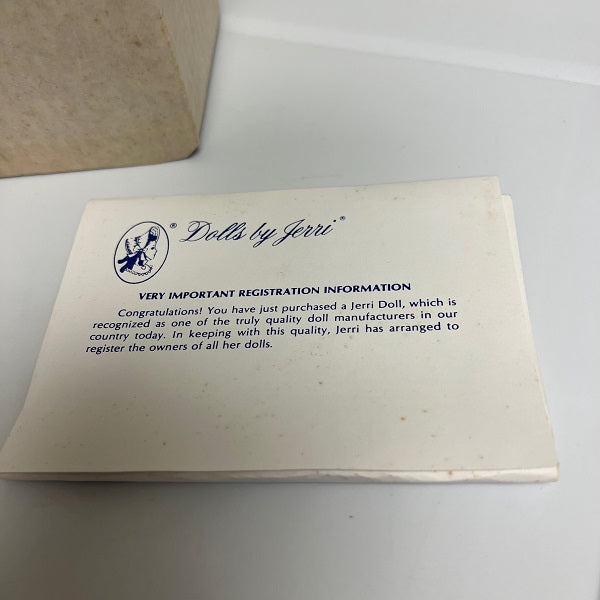 ® Dolls by Jerri®
VERY IMPORTANT REGISTRATION INFORMATION
Congratulations! You have just purchased a Jerri Doll, which is
recognized as one of the truly quality doll manufacturers in our
country today. In keeping with this quality, Jerri has arranged to
register the owners of all her dolls.